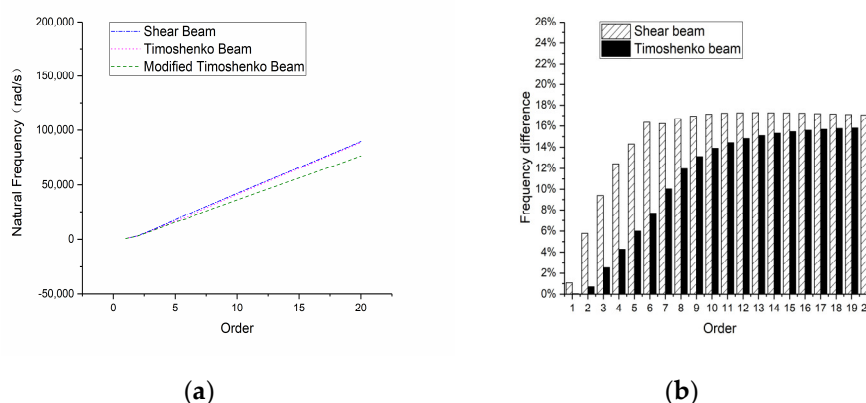 200,000
150,000
100,000
50,000
0
-50,000
Natural Frequency (rad/s)
Shear Beam
Timoshenko Beam
Modified Timoshenko Beam
0 5 10 15 20
Order
(a)
26%
24%
22%
20%
18%
16%
14%
12%
10%
8%
6%
4%
2%
0%
Frequency difference
Shear beam
Timoshenko beam
1 2 3 4 5 6 7 8 9 10 11 12 13 14 15 16 17 18 19 2
Order
(b)